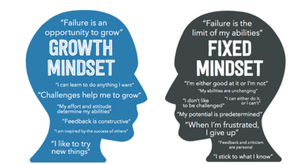 "Failure is an
opportunity to grow"
GROWTH
MINDSET
"I can learn to do anything I want"
"Challenges help me to grow"
"My effort and attitude
determine my abilities"
"Feedback is constructive"
"I am inspired by the success of others"
"I like to try
new things"
"Failure is the
limit of my abilities"
FIXED
MINDSET
"I'm either good at it or I'm not"
"My abilities are unchanging"
"I don't like
to be challenged"
"I can either do it,
or I can't"
"My potential is predetermined"
"When I'm frustrated,
I give up"
"Feedback and criticism
are personal"
"I stick to what I know"